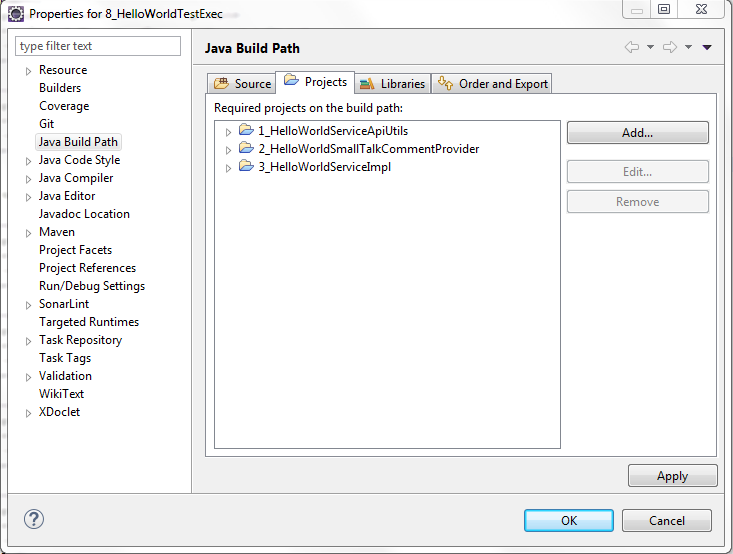 Properties for 8_HelloWorldTestExec
type filter text
Resource
Builders
Coverage
Git
Java Build Path
Java Code Style
Java Compiler
Java Editor
Javadoc Location
Maven
Project Facets
Project References
Run/Debug Settings
SonarLint
Targeted Runtimes
Task Repository
Task Tags
Validation
WikiText
XDoclet
Java Build Path
Source Projects Libraries Order and Export
Required projects on the build path:
1_HelloWorldServiceApiUtils
2_HelloWorldSmallTalkCommentProvider
3_HelloWorldServiceImpl
Add...
Edit...
Remove
Apply
?
OK Cancel